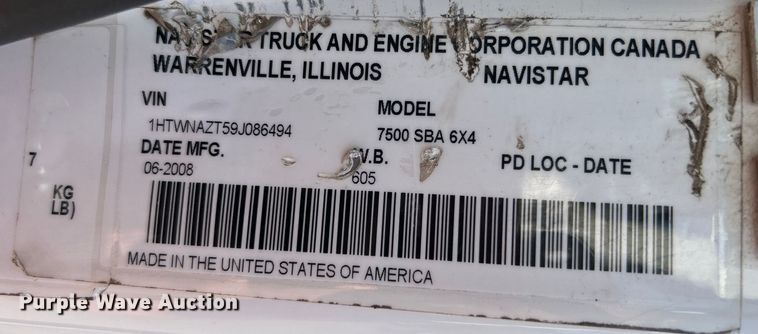 NAVISTAR TRUCK AND ENGINE CORPORATION CANADA
WARRENVILLE, ILLINOIS NAVISTAR
VIN MODEL
1HTWNAZT59J086494 7500 SBA 6X4
DATE MFG. W.B. PD LOC - DATE
06-2008 605
7
KG
LB)
MADE IN THE UNITED STATES OF AMERICA
Purple Wave Auction